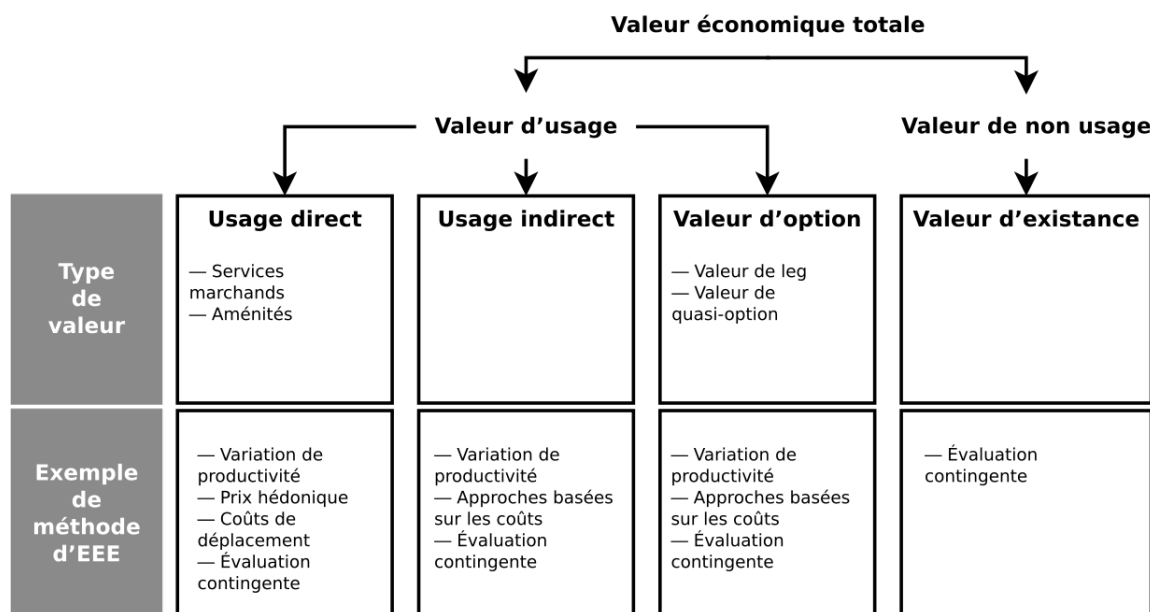 Valeur économique totale
Valeur d’usage
Valeur de non usage
Type
de
valeur
Usage direct
— Services
marchands
— Aménités
Usage indirect
Valeur d’option
— Valeur de leg
— Valeur de
quasi-option
Valeur d’existance
Exemple
de
méthode
d’EEE
— Variation de
productivité
— Prix hédonique
— Coûts de
déplacement
— Évaluation
contingente
— Variation de
productivité
— Approches basées
sur les coûts
— Évaluation
contingente
— Variation de
productivité
— Approches basées
sur les coûts
— Évaluation
contingente
— Évaluation
contingente